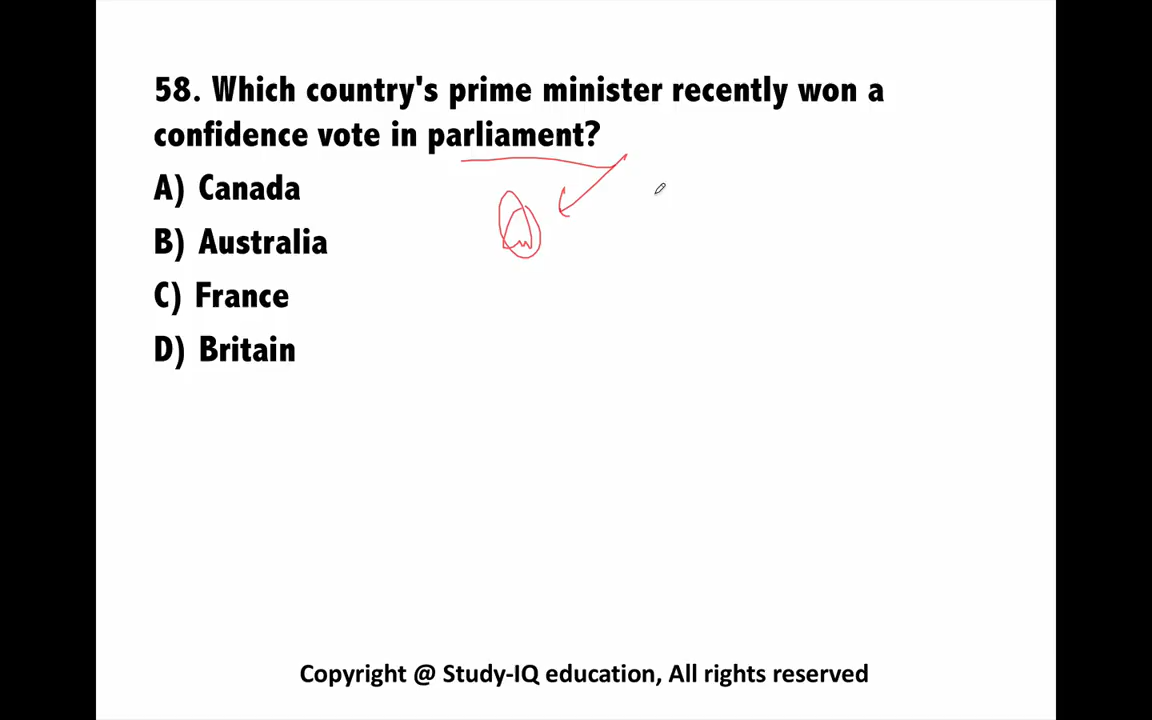 58. Which country's prime minister recently won a
confidence vote in parliament?
A) Canada
B) Australia
C) France
D) Britain
Copyright @ Study-IQ education, All rights reserved